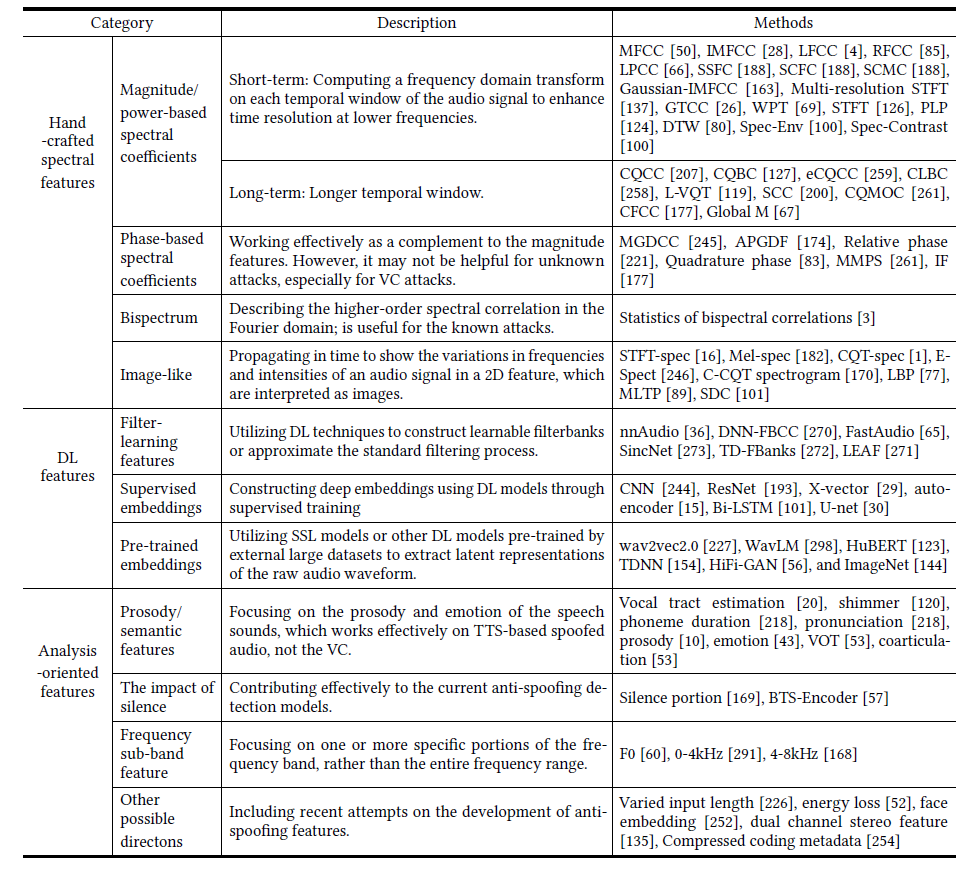 Category Description Methods
Hand
-crafted
spectral
features
Magnitude/
power-based
spectral
coefficients
Short-term: Computing a frequency domain transform
on each temporal window of the audio signal to enhance
time resolution at lower frequencies.
MFCC [50], IMFCC [28], LFCC [4], RFCC [85],
LPCC [66], SSFC [188], SCFC [188], SCMC [188],
Gaussian-IMFCC [163], Multi-resolution STFT
[137], GTCC [26], WPT [69], STFT [126], PLP
[124], DTW [80], Spec-Env [100], Spec-Contrast
[100]
Long-term: Longer temporal window.
CQCC [207], CQBC [127], eCQCC [259], CLBC
[258], L-VQT [119], SCC [200], CQMOC [261],
CFCC [177], Global M [67]
Phase-based
spectral
coefficients
Working effectively as a complement to the magnitude
features. However, it may not be helpful for unknown
attacks, especially for VC attacks.
MGDCC [245], APGDF [174], Relative phase
[221], Quadrature phase [83], MMPS [261], IF
[177]
Bispectrum
Describing the higher-order spectral correlation in the
Fourier domain; is useful for the known attacks.
Statistics of bispectral correlations [3]
Image-like
Propagating in time to show the variations in frequencies
and intensities of an audio signal in a 2D feature, which
are interpreted as images.
STFT-spec [16], Mel-spec [182], CQT-spec [1], E-
Spect [246], C-CQT spectrogram [170], LBP [77],
MLTP [89], SDC [101]
DL
features
Filter-
learning
features
Utilizing DL techniques to construct learnable filterbanks
or approximate the standard filtering process.
nnAudio [36], DNN-FBCC [270], FastAudio [65],
SincNet [273], TD-FBanks [272], LEAF [271]
Supervised
embeddings
Constructing deep embeddings using DL models through
supervised training
CNN [244], ResNet [193], X-vector [29], auto-
encoder [15], Bi-LSTM [101], U-net [30]
Pre-trained
embeddings
Utilizing SSL models or other DL models pre-trained by
external large datasets to extract latent representations
of the raw audio waveform.
wav2vec2.0 [227], WavLM [298], HuBERT [123],
TDNN [154], HiFi-GAN [56], and ImageNet [144]
Analysis
-oriented
features
Prosody/
semantic
features
Focusing on the prosody and emotion of the speech
sounds, which works effectively on TTS-based spoofed
audio, not the VC.
Vocal tract estimation [20], shimmer [120],
phoneme duration [218], pronunciation [218],
prosody [10], emotion [43], VOT [53], coarticula-
tion [53]
The impact of
silence
Contributing effectively to the current anti-spoofing de-
tection models.
Silence portion [169], BTS-Encoder [57]
Frequency
sub-band
feature
Focusing on one or more specific portions of the fre-
quency band, rather than the entire frequency range.
F0 [60], 0-4kHz [291], 4-8kHz [168]
Other
possible
directons
Including recent attempts on the development of anti-
spoofing features.
Varied input length [226], energy loss [52], face
embedding [252], dual channel stereo feature
[135], Compressed coding metadata [254]